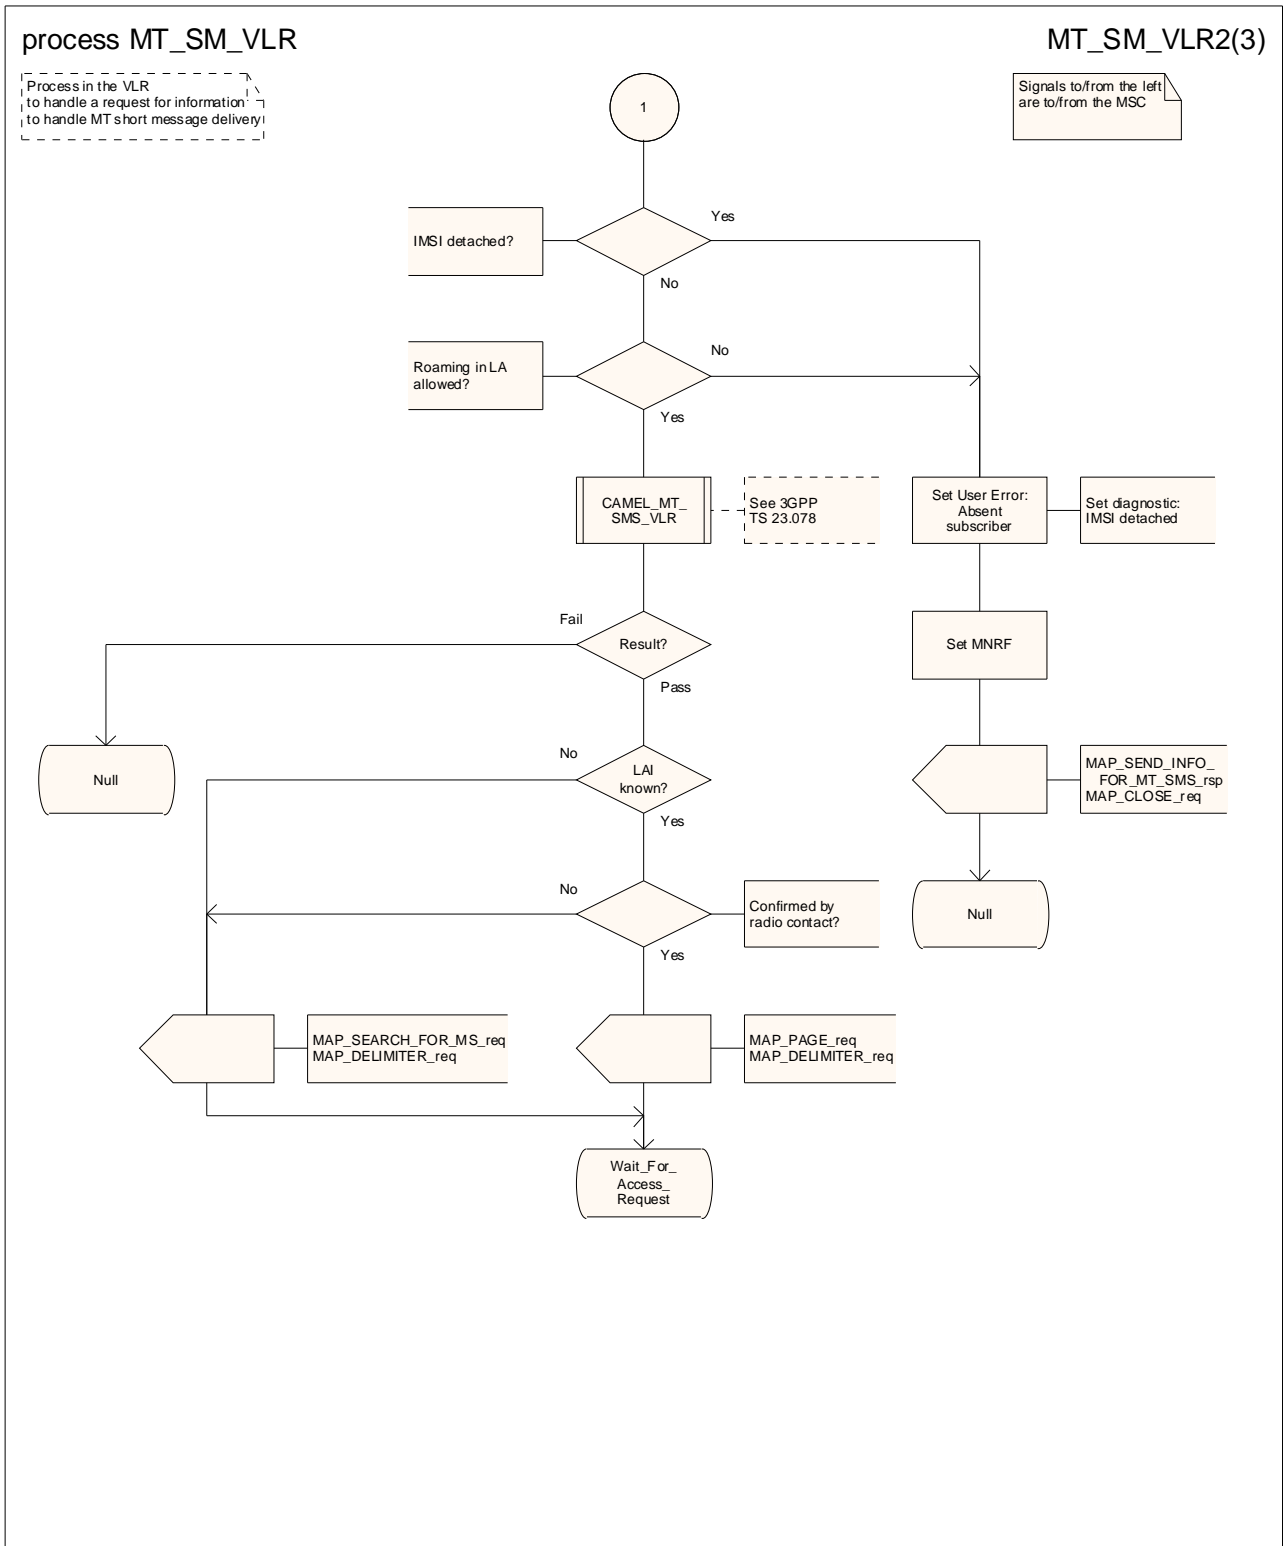 process MT_SM_VLR
MT_SM_VLR2(3)
Process in the VLR
to handle a request for information
to handle MT short message delivery
Signals to/from the left
are to/from the MSC
1
IMSI detached?
Yes
No
Roaming in LA
allowed?
No
Yes
CAMEL_MT_
SMS_VLR
See 3GPP
TS 23.078
Set User Error:
Absent
subscriber
Set diagnostic:
IMSI detached
Fail
Result?
Pass
Set MNRF
Null
No
LAI
known?
Yes
MAP_SEND_INFO_
FOR_MT_SMS_rsp
MAP_CLOSE_req
No
Confirmed by
radio contact?
Yes
Null
MAP_SEARCH_FOR_MS_req
MAP_DELIMITER_req
MAP_PAGE_req
MAP_DELIMITER_req
Wait_For_
Access_
Request